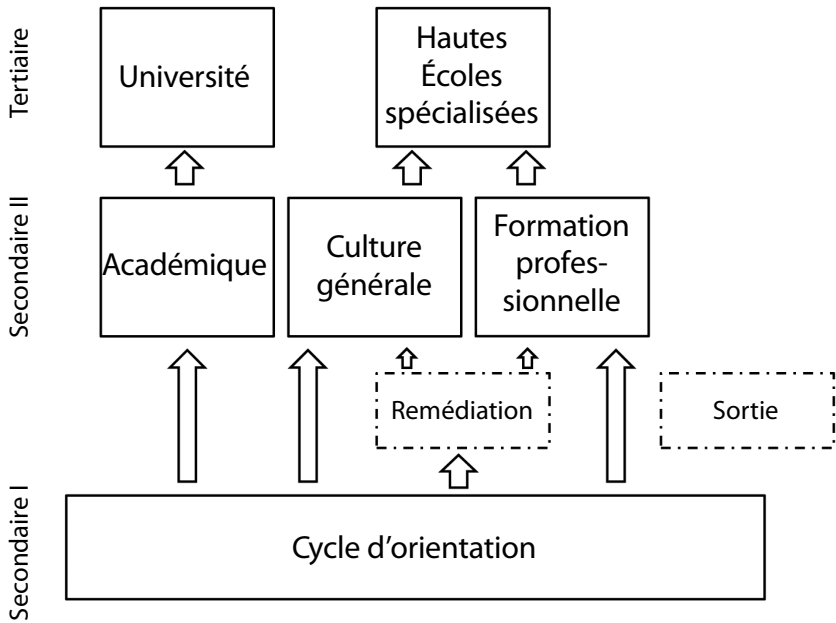 Tertiaire
Université
Hautes
Écoles
spécialisées
Secondaire II
Académique
Culture
générale
Formation
profes-
sionnelle
Remédiation
Sortie
Secondaire I
Cycle d'orientation